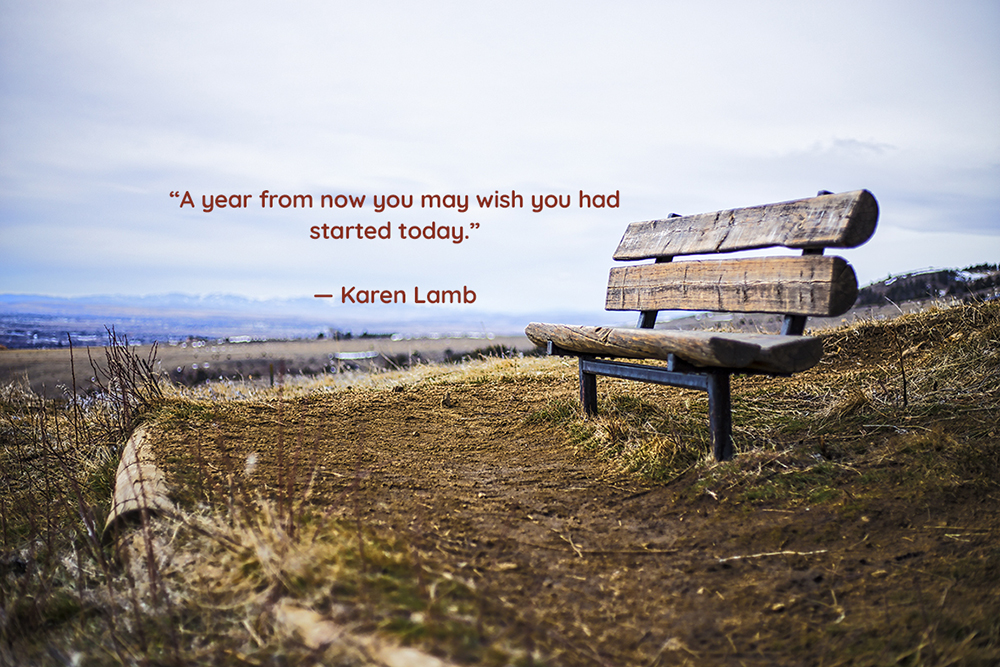 “A year from now you may wish you had
started today.”
— Karen Lamb